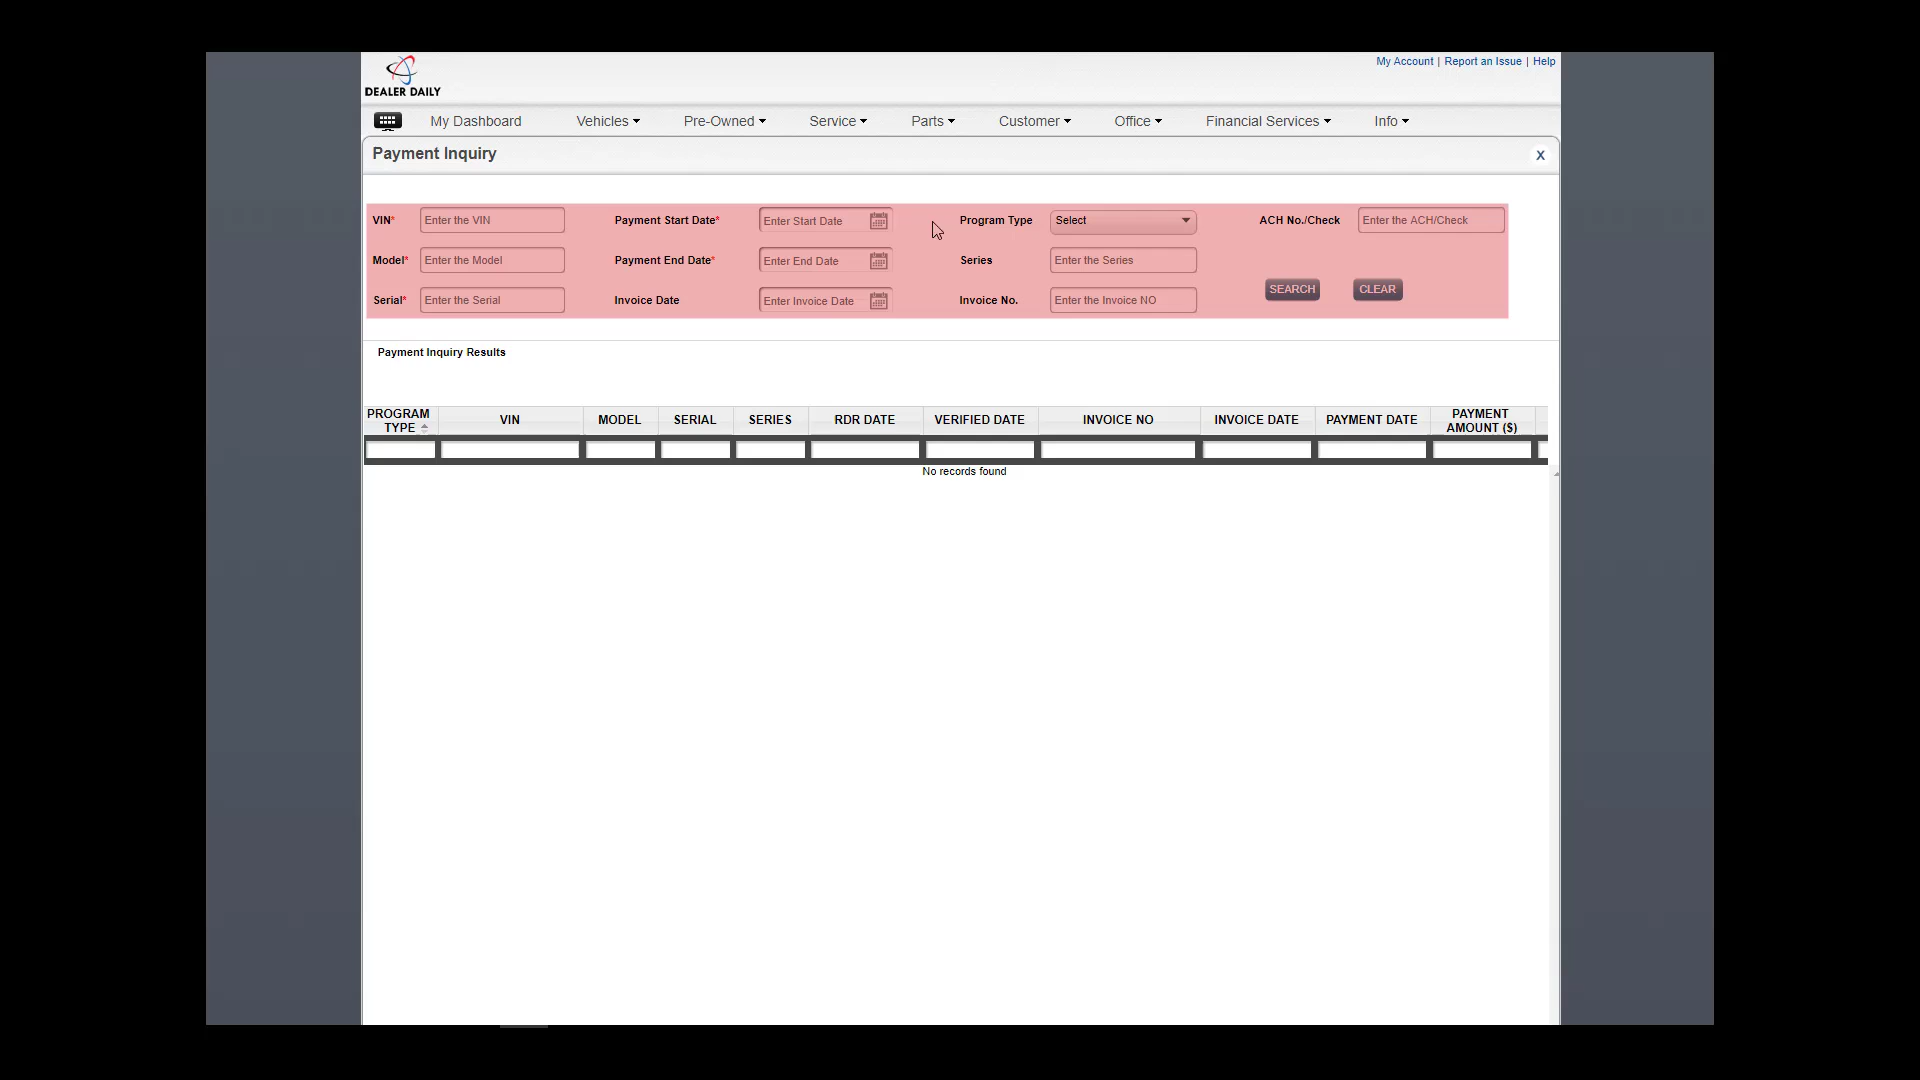 My Account | Report an Issue | Help
DEALER DAILY
My Dashboard Vehicles Pre-Owned Service Parts Customer Office Financial Services Info
Payment Inquiry X
VIN* Enter the VIN Payment Start Date* Enter Start Date Program Type Select ACH No./Check Enter the ACH/Check
Model* Enter the Model Payment End Date* Enter End Date Series Enter the Series
SEARCH CLEAR
Serial* Enter the Serial Invoice Date Enter Invoice Date Invoice No. Enter the Invoice NO
Payment Inquiry Results
PROGRAM TYPE VIN MODEL SERIAL SERIES RDR DATE VERIFIED DATE INVOICE NO INVOICE DATE PAYMENT DATE PAYMENT AMOUNT ($)
No records found